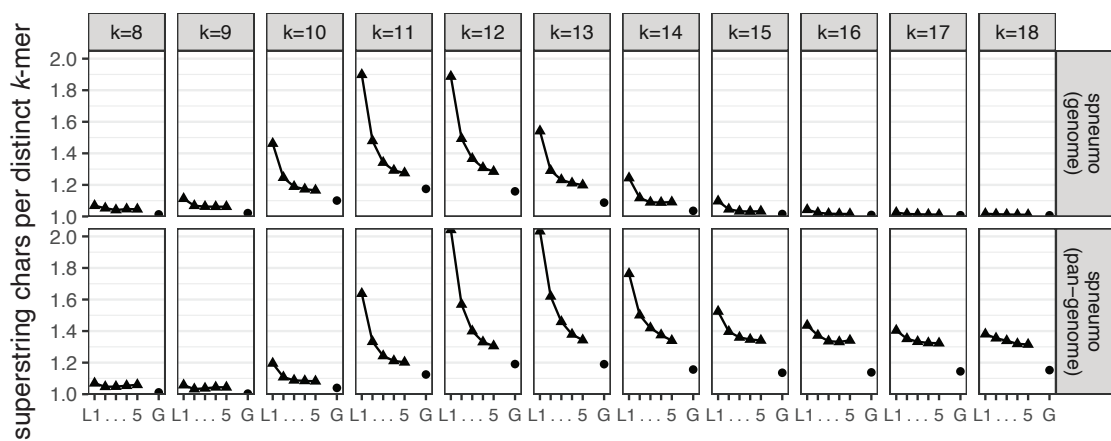 superstring chars per distinct k-mer
k=8 k=9 k=10 k=11 k=12 k=13 k=14 k=15 k=16 k=17 k=18
2.0
1.8
1.6
1.4
1.2
1.0
spneumo
(genome)
2.0
1.8
1.6
1.4
1.2
1.0
spneumo
(pan−genome)
L1 . . . 5 G L1 . . . 5 G L1 . . . 5 G L1 . . . 5 G L1 . . . 5 G L1 . . . 5 G L1 . . . 5 G L1 . . . 5 G L1 . . . 5 G L1 . . . 5 G L1 . . . 5 G